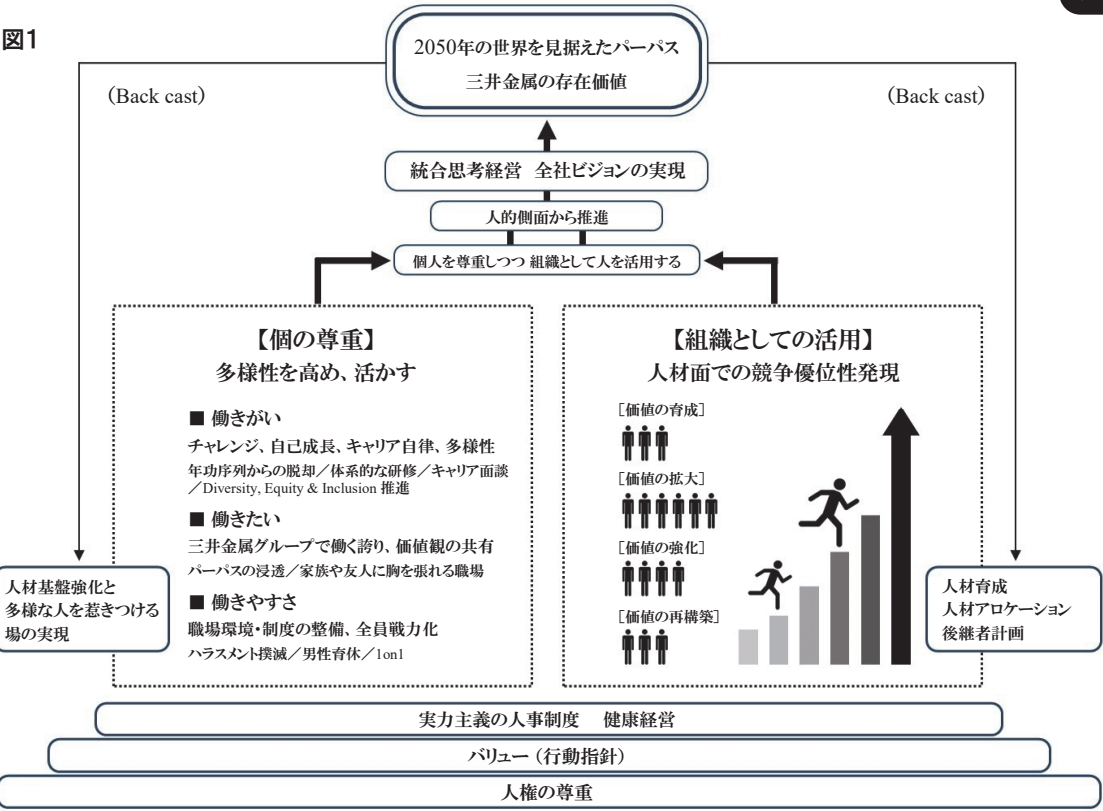 図1
2050年の世界を見据えたパーパス
三井金属の存在価値
(Back cast)
(Back cast)
統合思考経営 全社ビジョンの実現
人的側面から推進
個人を尊重しつつ 組織として人を活用する
【個の尊重】
多様性を高め、活かす
■ 働きがい
チャレンジ、自己成長、キャリア自律、多様性
年功序列からの脱却／体系的な研修／キャリア面談
／Diversity, Equity & Inclusion 推進
■ 働きたい
三井金属グループで働く誇り、価値観の共有
パーパスの浸透／家族や友人に胸を張れる職場
■ 働きやすさ
職場環境・制度の整備、全員戦力化
ハラスメント撲滅／男性育休／1on1
【組織としての活用】
人材面での競争優位性発現
［価値の育成］
［価値の拡大］
［価値の強化］
［価値の再構築］
人材基盤強化と
多様な人を惹きつける
場の実現
人材育成
人材アロケーション
後継者計画
実力主義の人事制度 健康経営
バリュー（行動指針）
人権の尊重